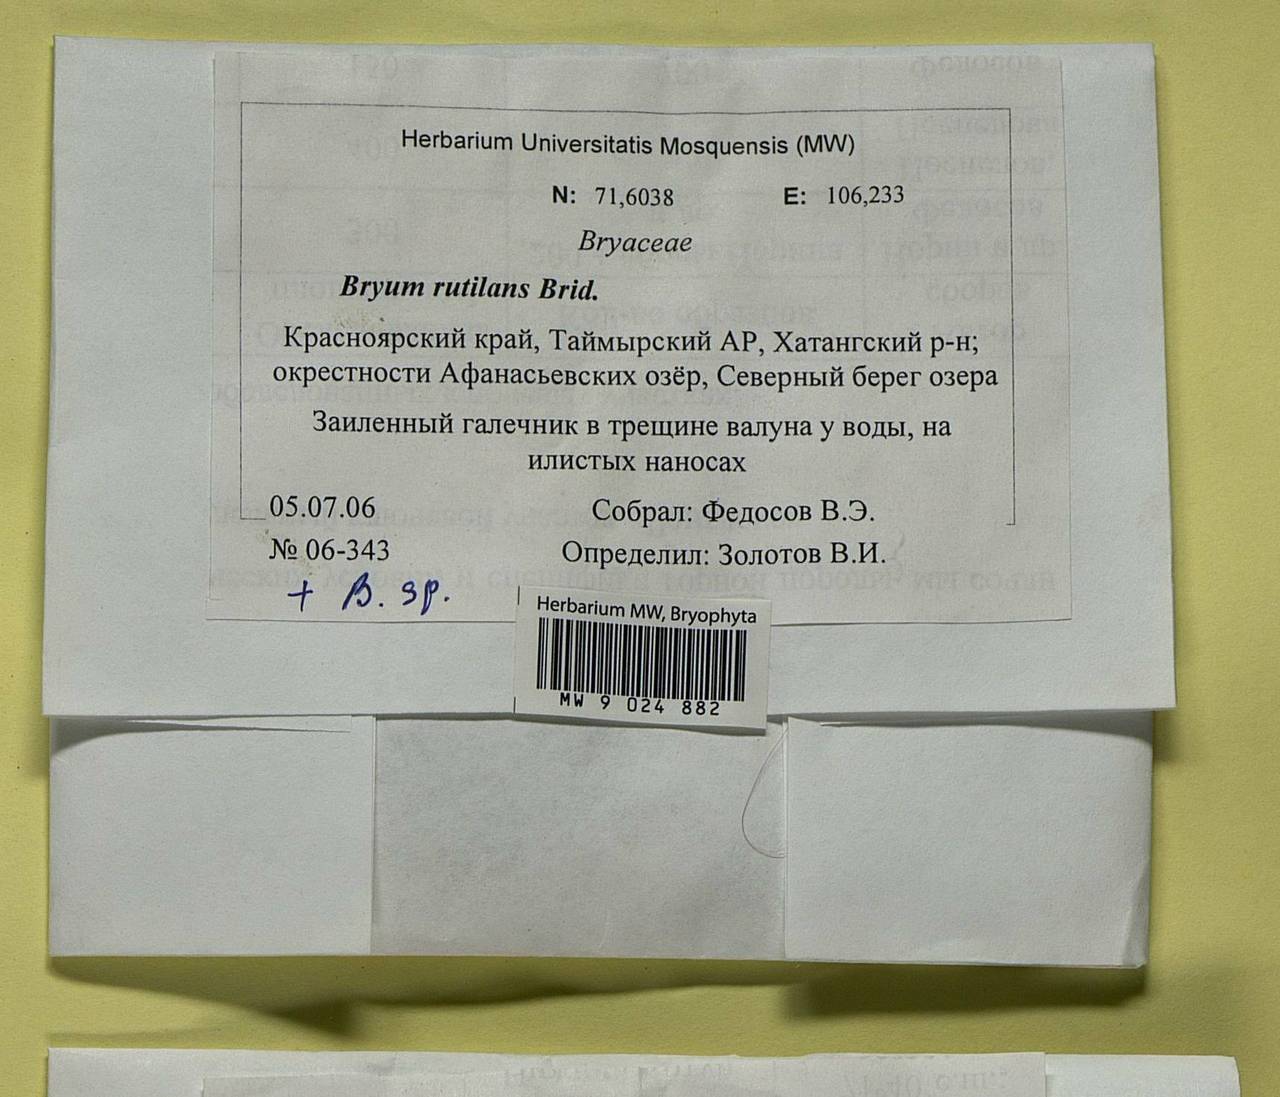 Herbarium Universitatis Mosquensis (MW)
N: 71,6038 E: 106,233
Bryaceae
Bryum rutilans Brid.
Красноярский край, Таймырский АР, Хатангский р-н;
окрестности Афанасьевских озёр, Северный берег озера
Заиленный галечник в трещине валуна у воды, на
илистых наносах
05.07.06 Собрал: Федосов В.Э.
№ 06-343 Определил: Золотов В.И.
+ B. sp.
Herbarium MW, Bryophyta
MW 9 024 882